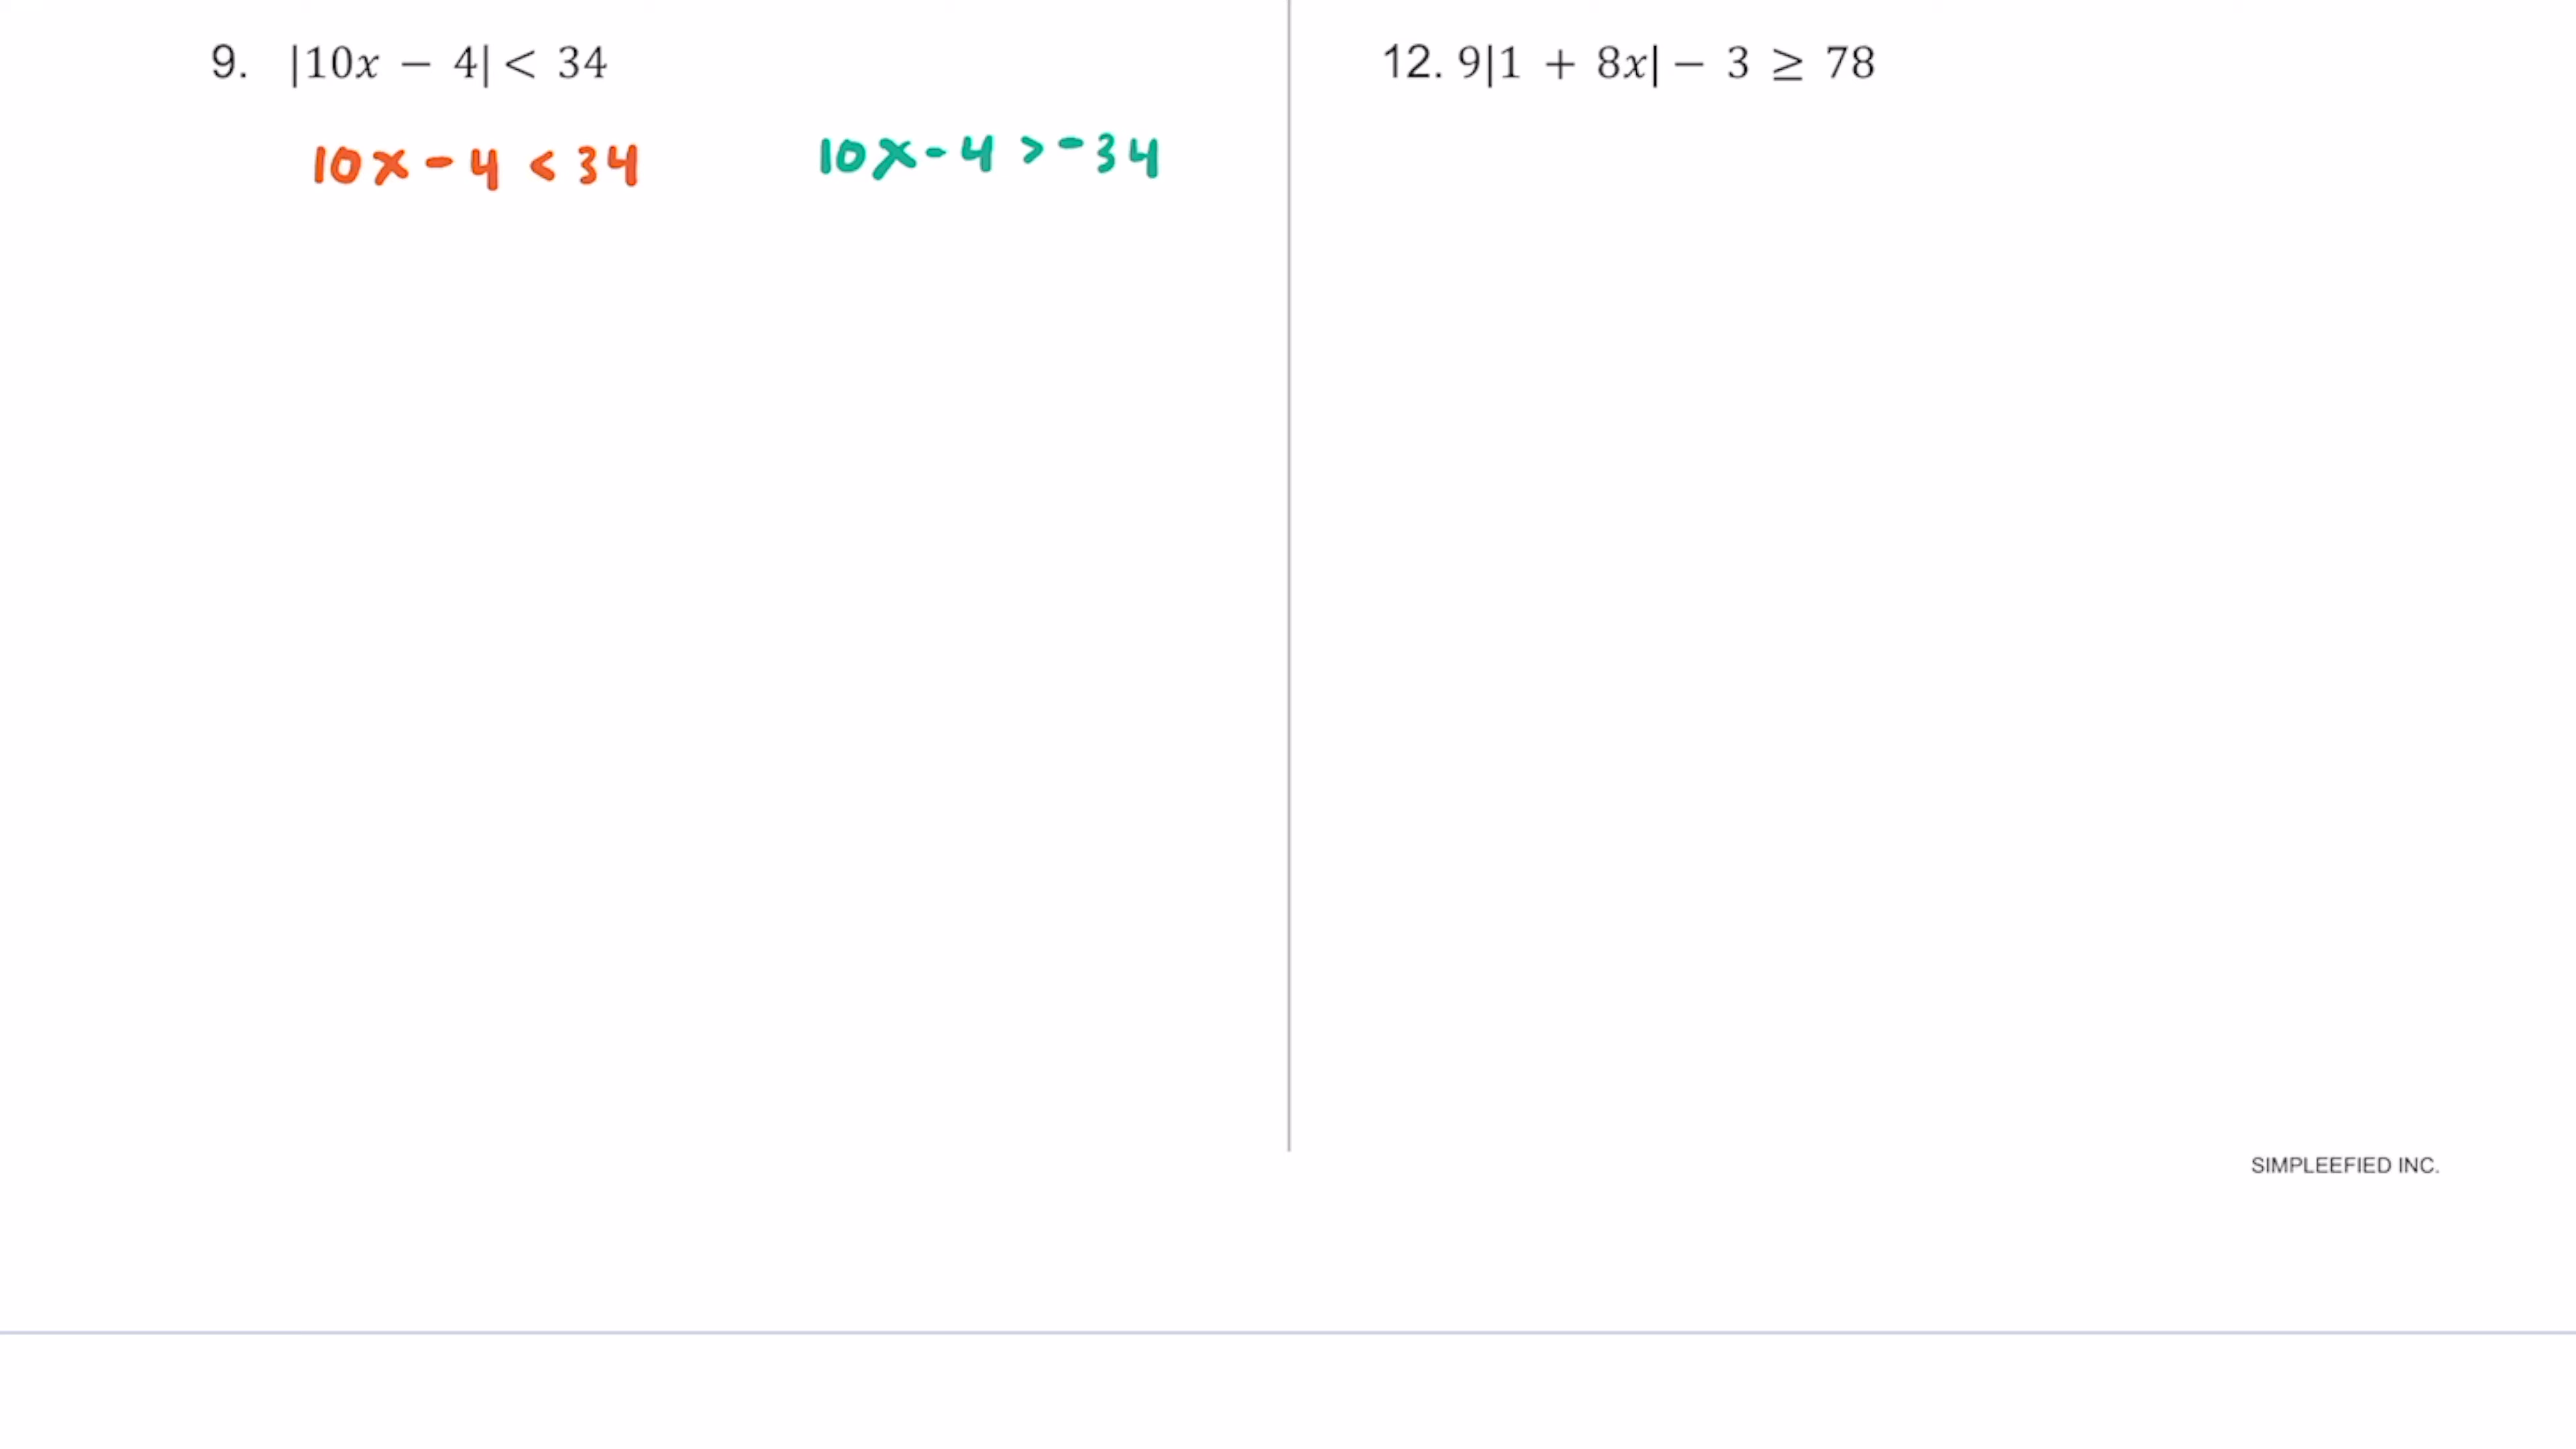 9. |10x − 4| < 34
10x - 4 < 34
10x - 4 > -34
12. 9|1 + 8x| − 3 ≥ 78
SIMPLEEFIED INC.